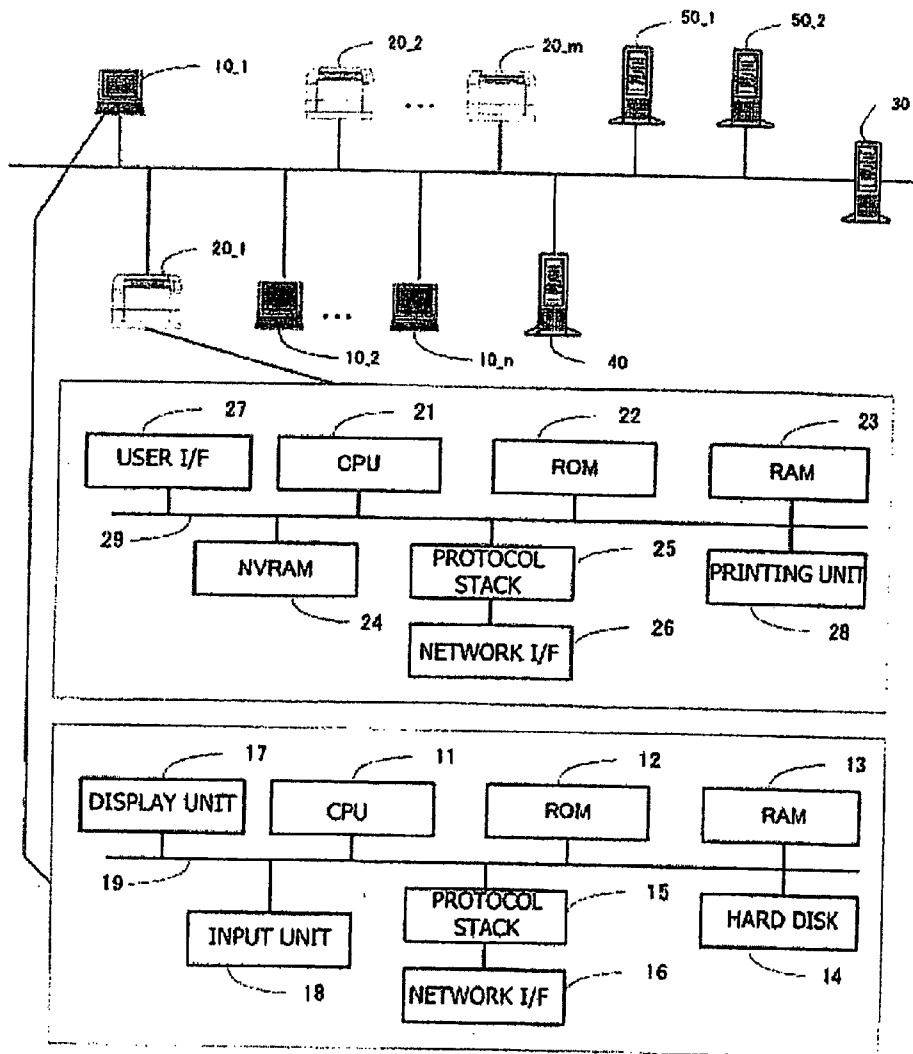 50_1 50_2
20_2 20_m
10_1
30
20_1
... 
...
10_2 10_n 40
27 21 22 23
USER I/F CPU ROM RAM
29
NVRAM PROTOCOL STACK 25 PRINTING UNIT
24 26 28
NETWORK I/F
17 11 12 13
DISPLAY UNIT CPU ROM RAM
19
INPUT UNIT PROTOCOL STACK 15 HARD DISK
18 16 14
NETWORK I/F